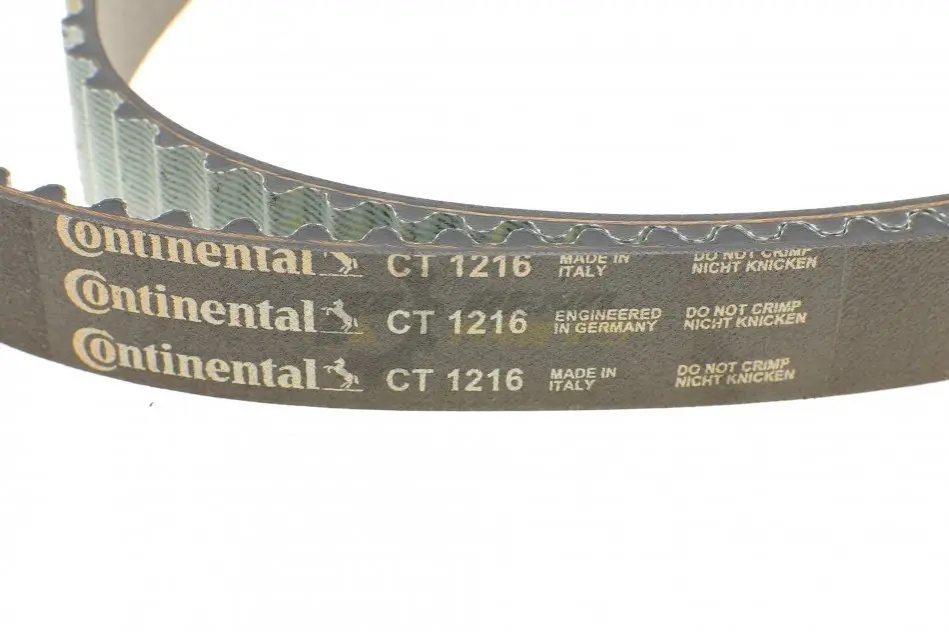 Continental CT 1216 MADE IN ITALY DO NOT CRIMP NICHT KNICKEN
Continental CT 1216 ENGINEERED IN GERMANY DO NOT CRIMP NICHT KNICKEN
Continental CT 1216 MADE IN ITALY DO NOT CRIMP NICHT KNICKEN